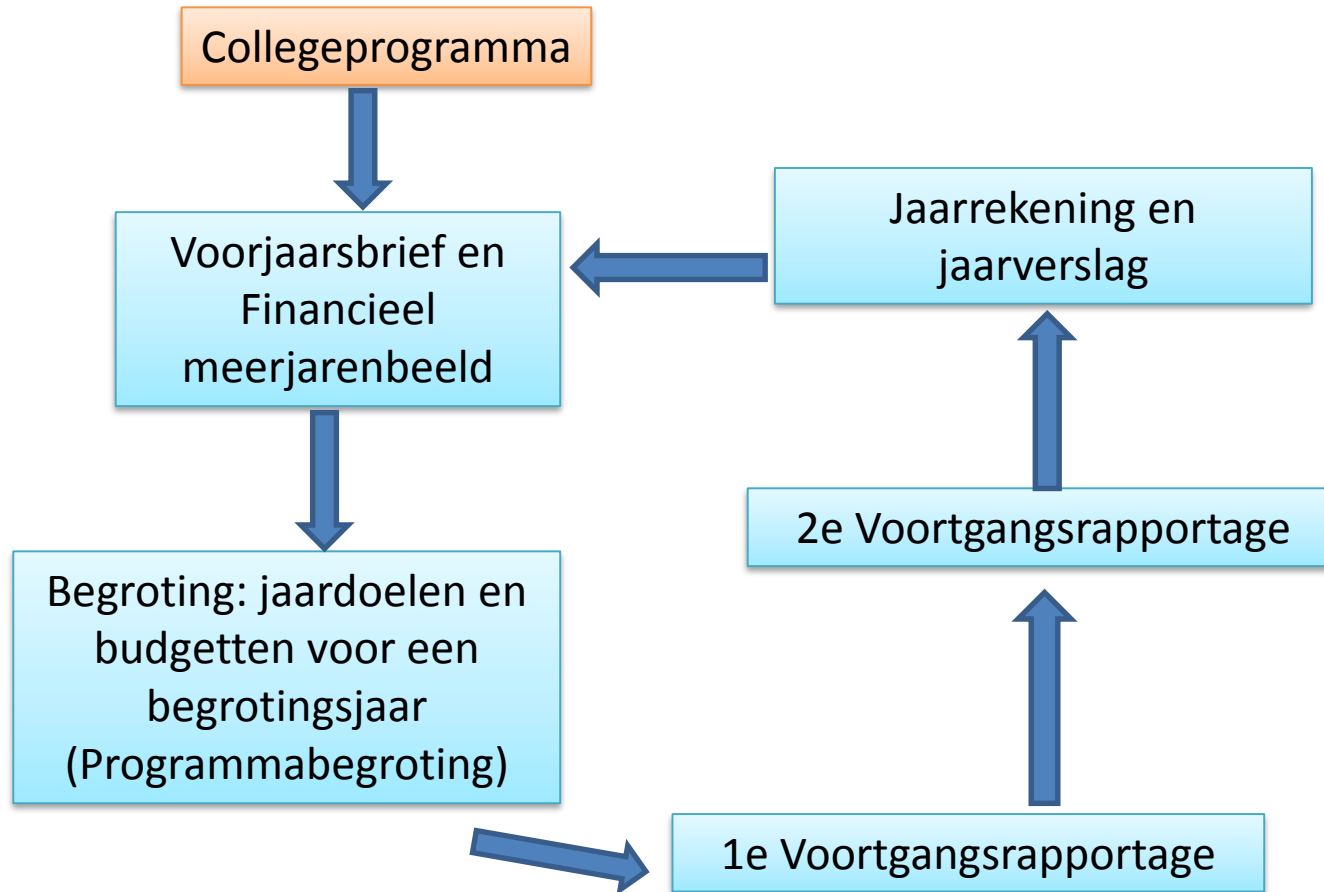 Collegeprogramma
Voorjaarsbrief en
Financieel
meerjarenbeeld
Begroting: jaardoelen en
budgetten voor een
begrotingsjaar
(Programmabegroting)
1e Voortgangsrapportage
2e Voortgangsrapportage
Jaarrekening en
jaarverslag